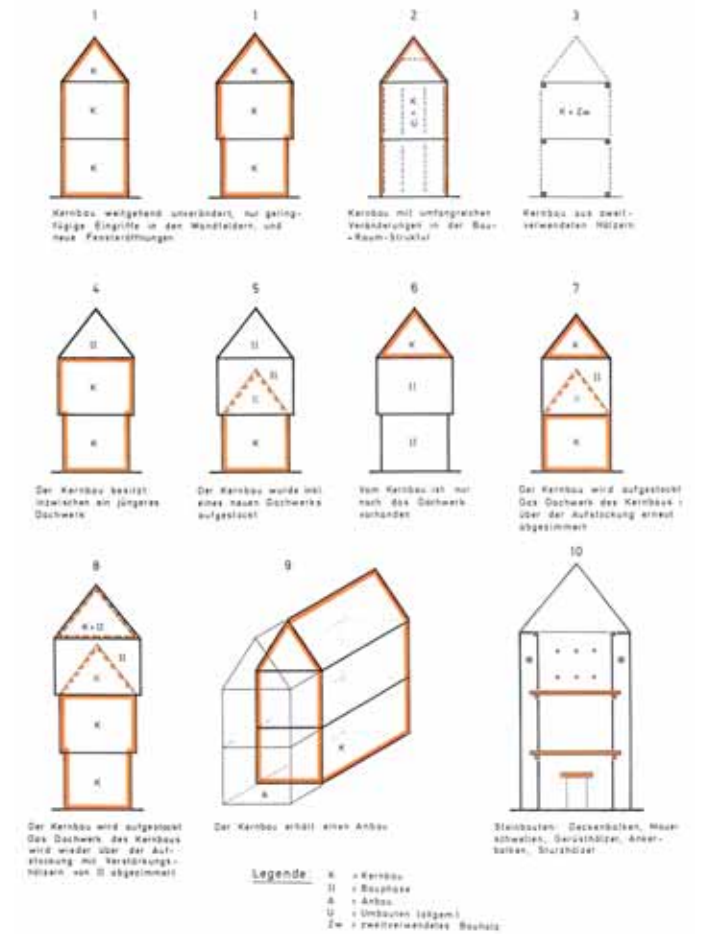 1
1
2
3
K
K
K
K
K
K
K
+
U
K + Zw
Kernbau weitgehend unverändert, nur gering-
fügige Eingriffe in den Wandfeldern, und
neue Fensteröffnungen
Kernbau mit umfangreichen
Veränderungen in der Bau-
+ Raum-Struktur
Kernbau aus zweit-
verwendeten Hölzern
4
5
6
7
II
K
K
II
II
K
K
II
II
K
II
K
Der Kernbau besitzt
inzwischen ein jüngeres
Dachwerk
Der Kernbau wurde inkl
eines neuen Dachwerks
aufgestockt
Vom Kernbau ist nur
noch das Dachwerk
vorhanden
Der Kernbau wird aufgestockt
Das Dachwerk des Kernbaus
über der Aufstockung erneut
abgezimmert
8
9
10
K + II
II
K
K
K
A
Der Kernbau wird aufgestockt
Das Dachwerk des Kernbaus
wird wieder über der Auf-
stockung mit Verstärkungs-
hölzern von II abgezimmert
Der Kernbau erhält einen Anbau
Steinbauten: Deckenbalken, Mauer-
schwellen, Gerüsthölzer, Anker-
balken, Sturzhölzer
Legende: K = Kernbau
II = Bauphase
A = Anbau
U = Umbauten (allgem.)
Zw = zweitverwendetes Bauholz